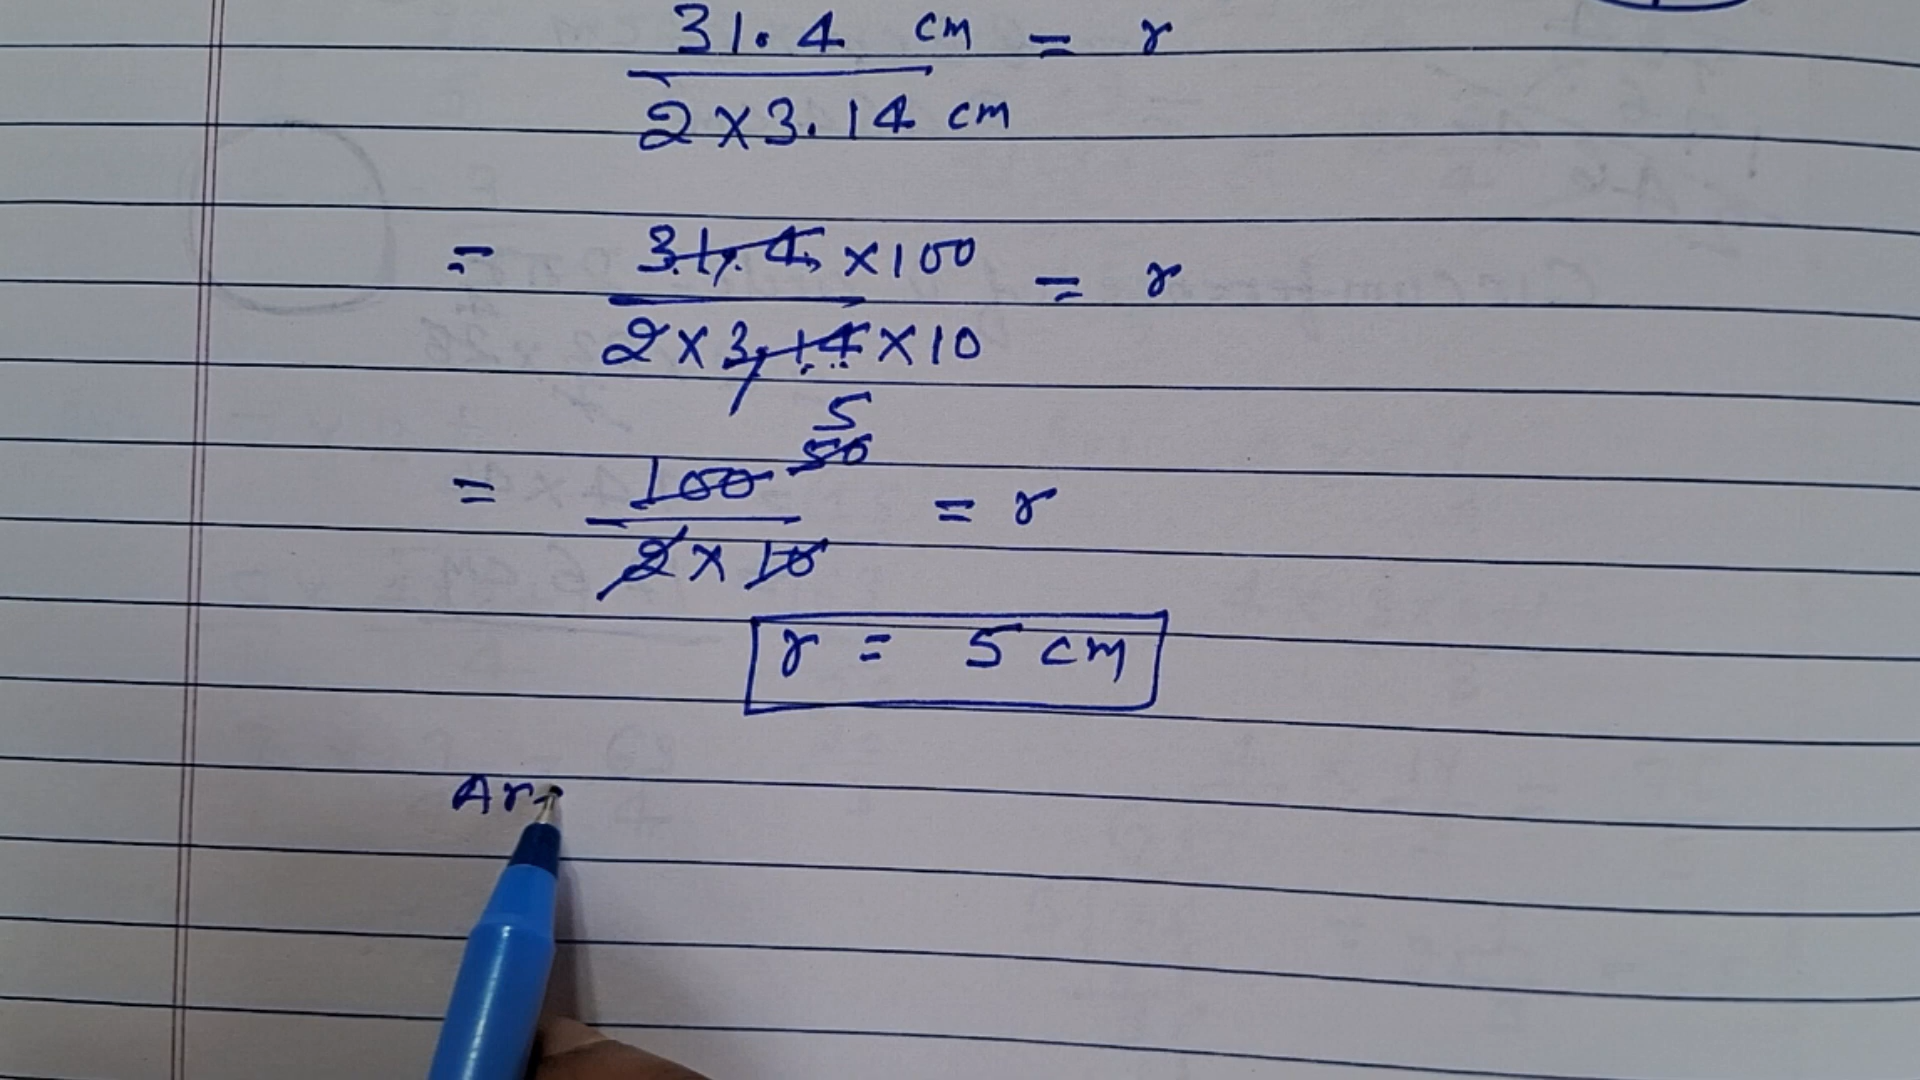 31.4 cm = r
2 x 3.14 cm
= 31.4 x 100 = r
2 x 3.14 x 10
5
50
= 100 = r
2 x 10
r = 5 cm
Ar